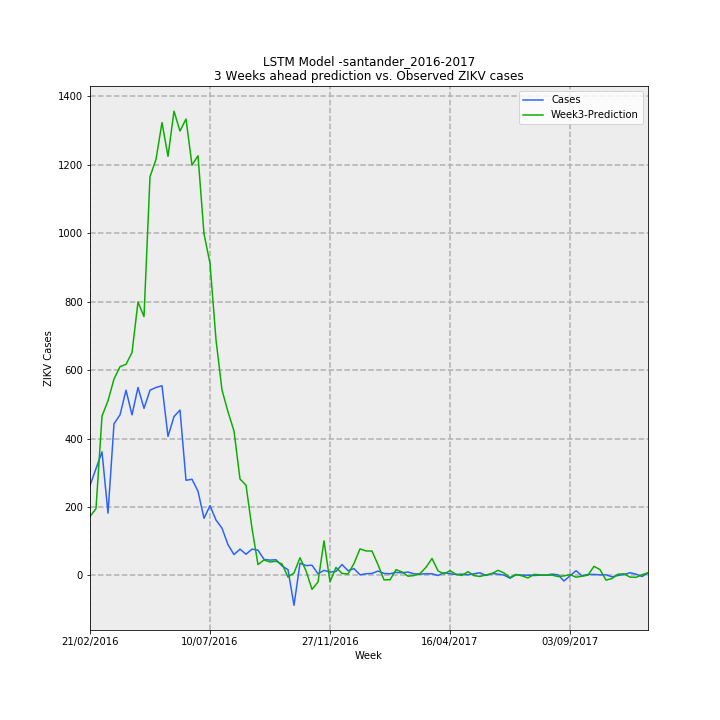 LSTM Model -santander_2016-2017
3 Weeks ahead prediction vs. Observed ZIKV cases
Cases
Week3-Prediction
1400
1200
1000
800
600
400
200
0
ZIKV Cases
21/02/2016
10/07/2016
27/11/2016
16/04/2017
03/09/2017
Week